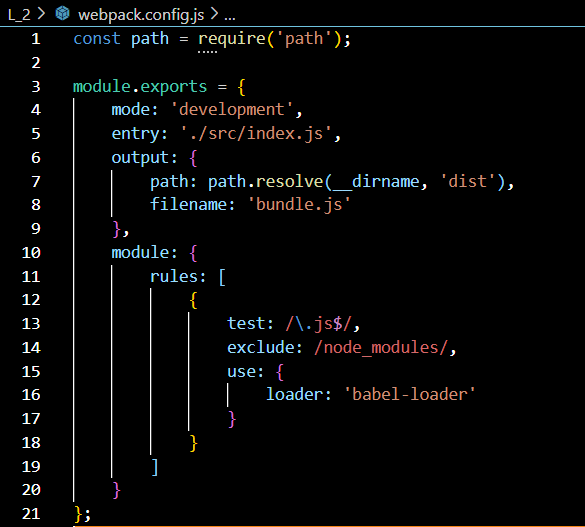 L_2 > webpack.config.js > ...
1 const path = require('path');
2
3 module.exports = {
4     mode: 'development',
5     entry: './src/index.js',
6     output: {
7         path: path.resolve(__dirname, 'dist'),
8         filename: 'bundle.js'
9     },
10     module: {
11         rules: [
12             {
13                 test: /\.js$/,
14                 exclude: /node_modules/,
15                 use: {
16                     loader: 'babel-loader'
17                 }
18             }
19         ]
20     }
21 };